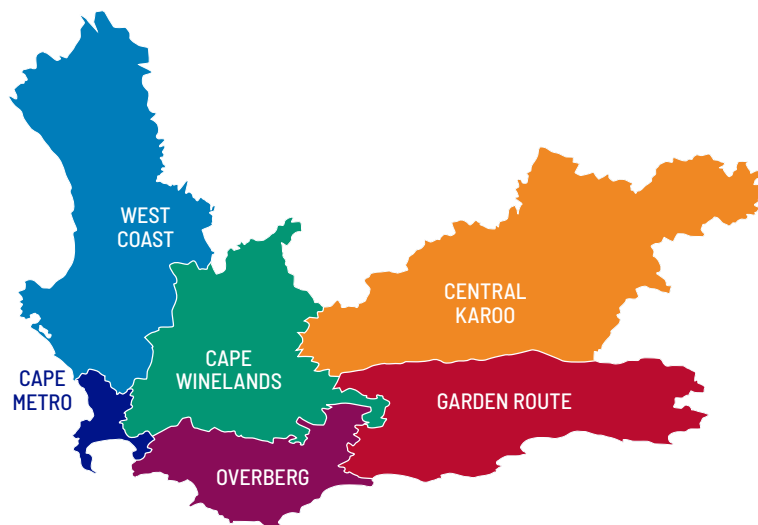 WEST
COAST
CENTRAL
KAROO
CAPE
WINELANDS
CAPE
METRO
GARDEN ROUTE
OVERBERG